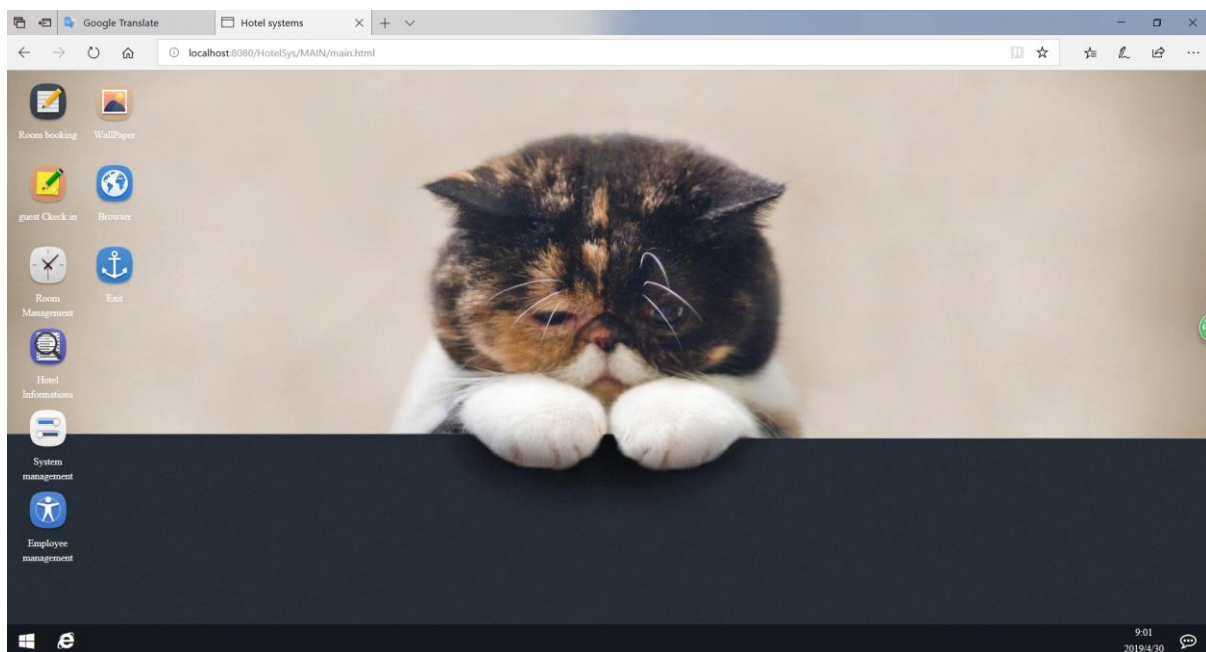 Google Translate
Hotel systems
localhost:8080/HotelSys/MAIN/main.html
Room booking
WallPaper
guest Ckeck in
Browser
Room
Management
Exit
Hotel
Informations
System
management
Employee
management
9:01
2019/4/30